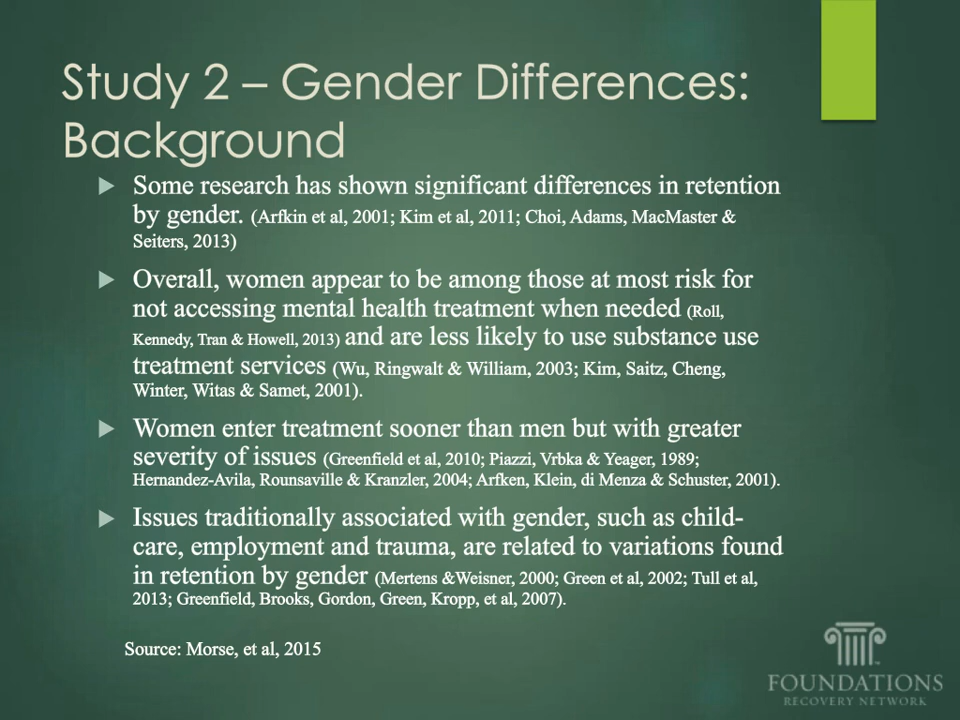 Study 2 – Gender Differences:
Background
Some research has shown significant differences in retention
by gender. (Arfkin et al, 2001; Kim et al, 2011; Choi, Adams, MacMaster &
Seiters, 2013)
Overall, women appear to be among those at most risk for
not accessing mental health treatment when needed (Roll,
Kennedy, Tran & Howell, 2013) and are less likely to use substance use
treatment services (Wu, Ringwalt & William, 2003; Kim, Saitz, Cheng,
Winter, Witas & Samet, 2001).
Women enter treatment sooner than men but with greater
severity of issues (Greenfield et al, 2010; Piazzi, Vrbka & Yeager, 1989;
Hernandez-Avila, Rounsaville & Kranzler, 2004; Arfken, Klein, di Menza & Schuster, 2001).
Issues traditionally associated with gender, such as child-
care, employment and trauma, are related to variations found
in retention by gender (Mertens &Weisner, 2000; Green et al, 2002; Tull et al,
2013; Greenfield, Brooks, Gordon, Green, Kropp, et al, 2007).
Source: Morse, et al, 2015
FOUNDATIONS
RECOVERY NETWORK